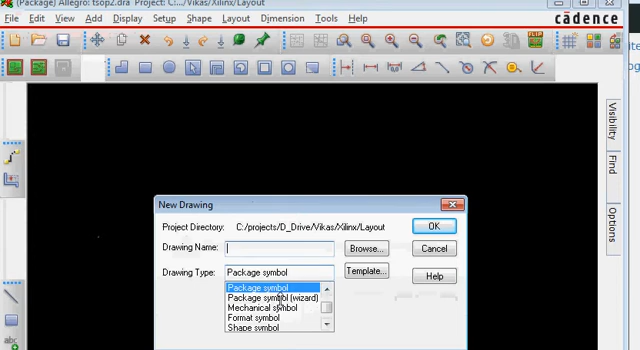 (Package) Allegro: tsop2.dra Project: C:.../Vikas/Xilinx/Layout
File Edit View Add Display Setup Shape Layout Dimension Tools Help
cādence
Visibility
Find
Options
New Drawing
Project Directory: C:/projects/D_Drive/Vikas/Xilinx/Layout
OK
Drawing Name:
Browse...
Cancel
Drawing Type: Package symbol
Template...
Help
Package symbol
Package symbol (wizard)
Mechanical symbol
Format symbol
Shape symbol
abc